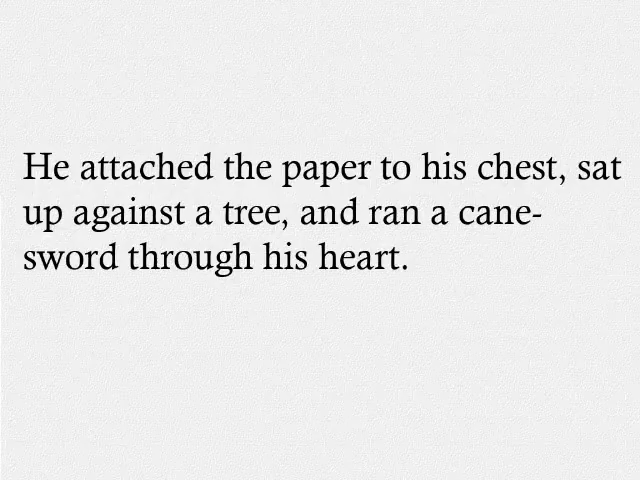 He attached the paper to his chest, sat
up against a tree, and ran a cane-
sword through his heart.